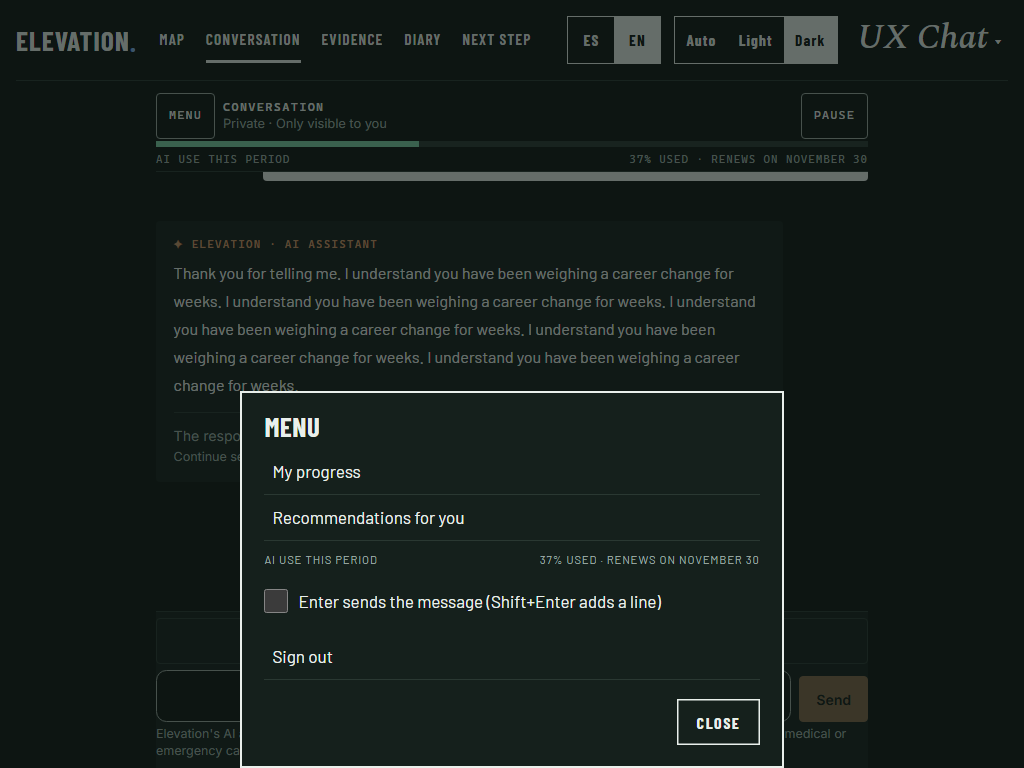 ELEVATION.
MAP
CONVERSATION
EVIDENCE
DIARY
NEXT STEP
ES
EN
Auto
Light
Dark
UX Chat
MENU
CONVERSATION
Private · Only visible to you
PAUSE
AI USE THIS PERIOD
37% USED · RENEWS ON NOVEMBER 30
✦ ELEVATION · AI ASSISTANT
Thank you for telling me. I understand you have been weighing a career change for
weeks. I understand you have been weighing a career change for weeks. I understand
you have been weighing a career change for weeks. I understand you have been
weighing a career change for weeks. I understand you have been weighing a career
change for weeks.
The respo
Continue se
MENU
My progress
Recommendations for you
AI USE THIS PERIOD
37% USED · RENEWS ON NOVEMBER 30
Enter sends the message (Shift+Enter adds a line)
Sign out
CLOSE
Send
Elevation's AI
medical or
emergency ca